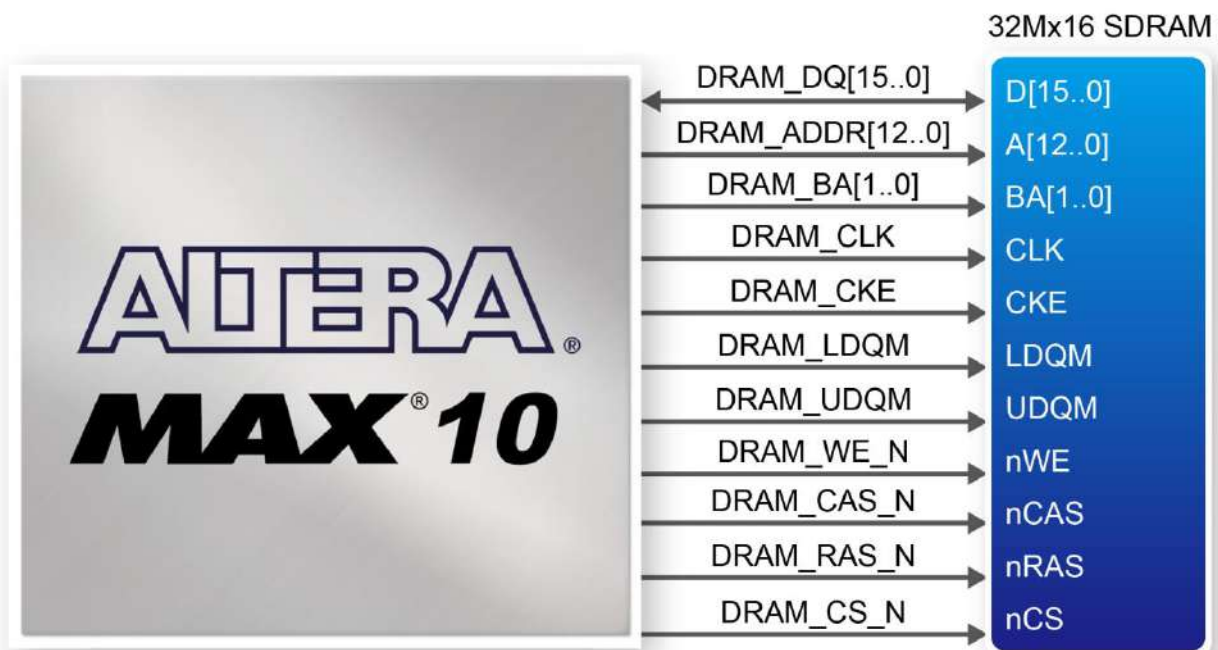 32Mx16 SDRAM
DRAM_DQ[15..0] D[15..0]
DRAM_ADDR[12..0] A[12..0]
DRAM_BA[1..0] BA[1..0]
DRAM_CLK CLK
DRAM_CKE CKE
DRAM_LDQM LDQM
DRAM_UDQM UDQM
DRAM_WE_N nWE
DRAM_CAS_N nCAS
DRAM_RAS_N nRAS
DRAM_CS_N nCS
ALTERA®
MAX®10